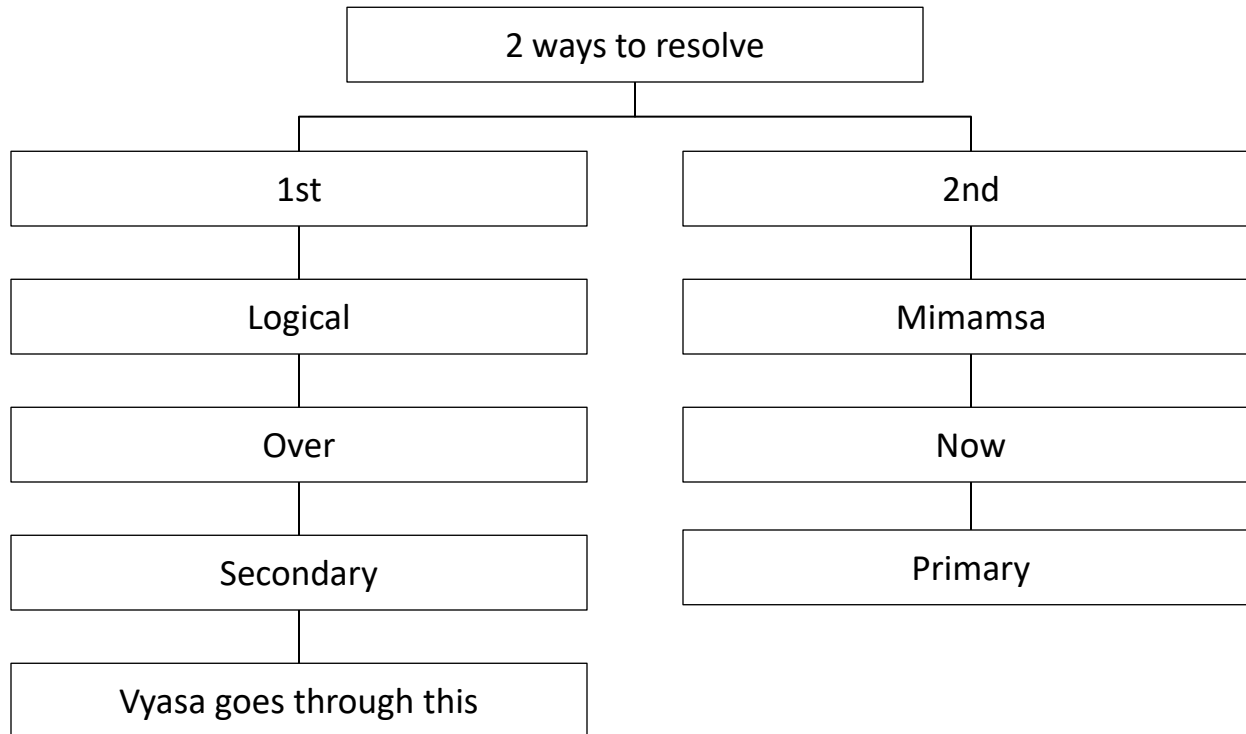 2 ways to resolve
1st
2nd
Logical
Mimamsa
Over
Now
Secondary
Primary
Vyasa goes through this